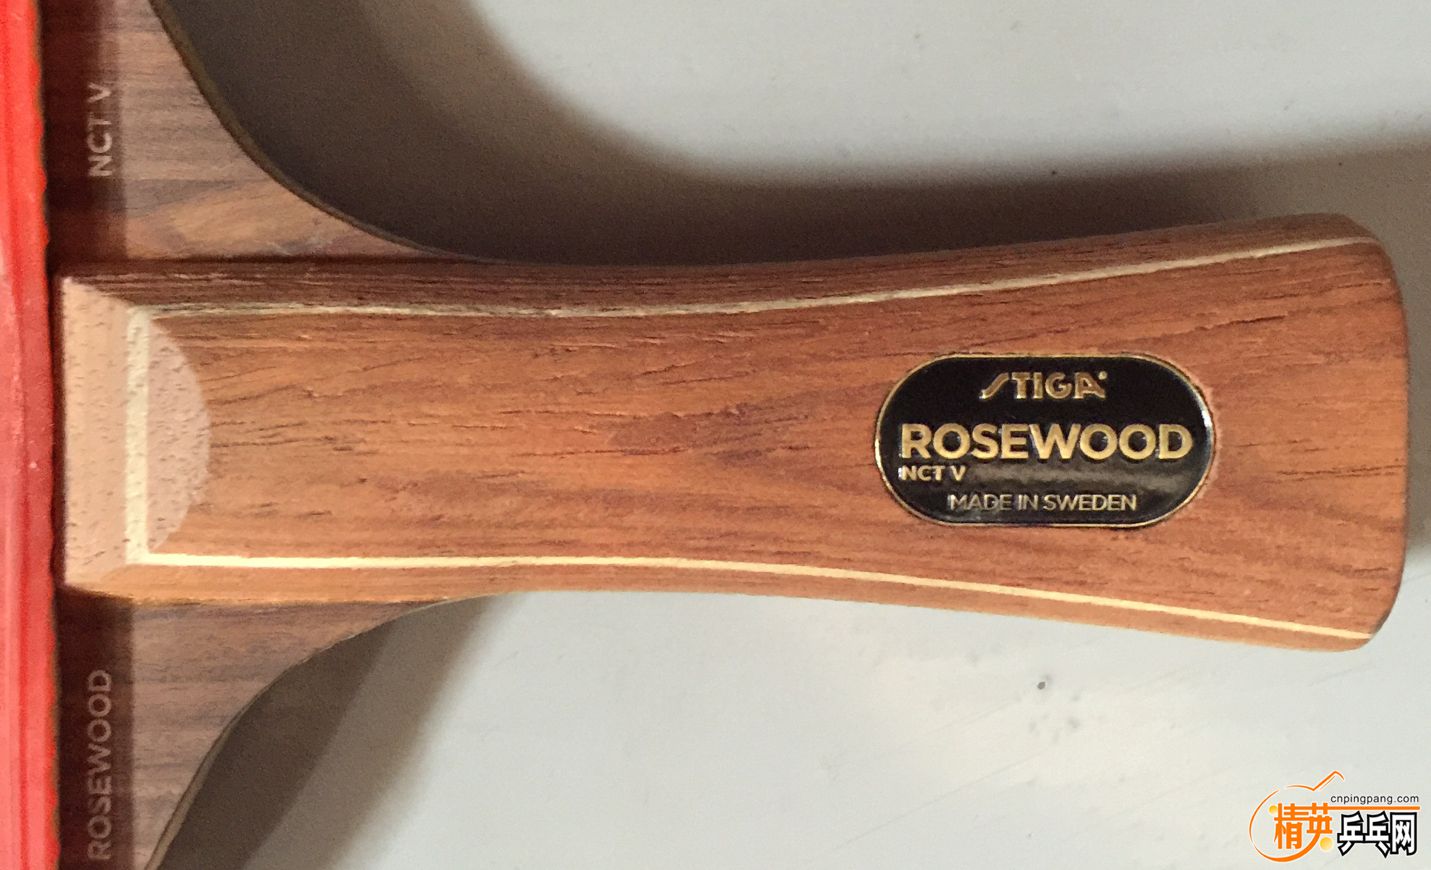 NCT V
STIGA
ROSEWOOD
NCT V
MADE IN SWEDEN
ROSEWOOD
cnpingpang.com
精英乒乓网